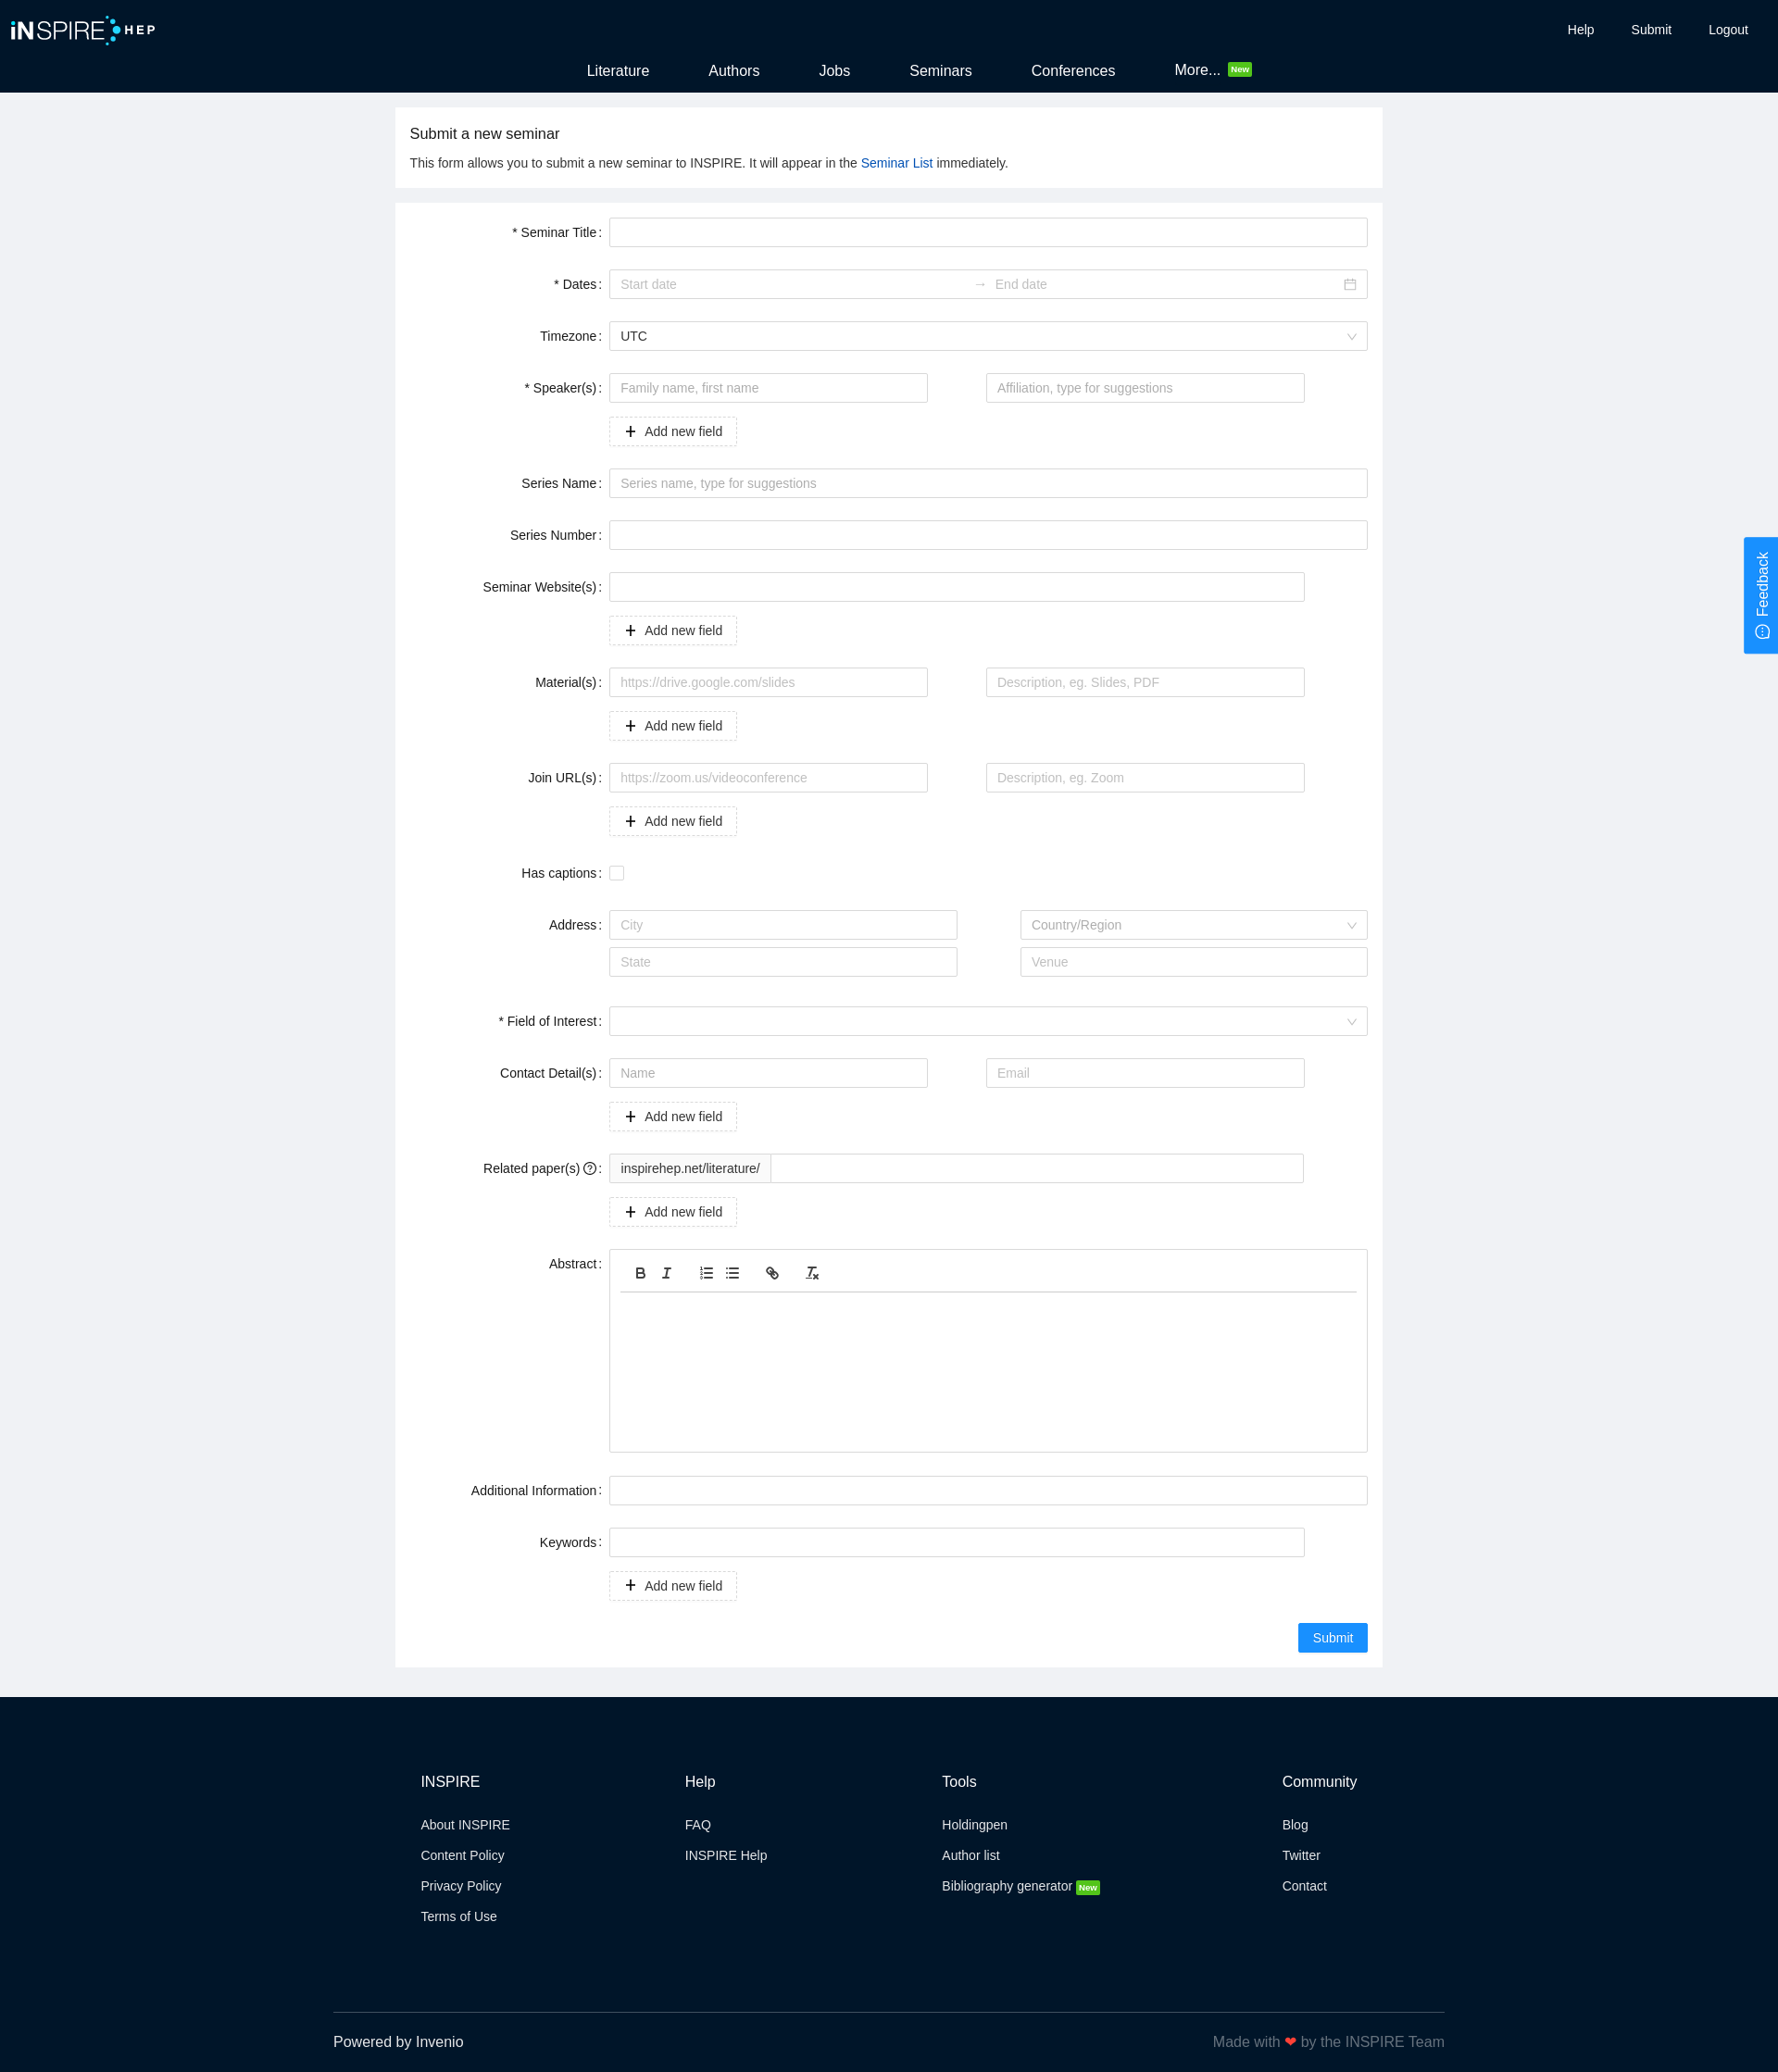 iNSPIRE HEP
Help Submit Logout
Literature Authors Jobs Seminars Conferences More... New
Submit a new seminar
This form allows you to submit a new seminar to INSPIRE. It will appear in the Seminar List immediately.
* Seminar Title :
* Dates : Start date → End date
Timezone : UTC
* Speaker(s) : Family name, first name Affiliation, type for suggestions
Add new field
Series Name : Series name, type for suggestions
Series Number :
Seminar Website(s) :
Add new field
Feedback
Material(s) : https://drive.google.com/slides Description, eg. Slides, PDF
Add new field
Join URL(s) : https://zoom.us/videoconference Description, eg. Zoom
Add new field
Has captions :
Address : City Country/Region
State Venue
* Field of Interest :
Contact Detail(s) : Name Email
Add new field
Related paper(s) : inspirehep.net/literature/
Add new field
Abstract :
Additional Information :
Keywords :
Add new field
Submit
INSPIRE Help Tools Community
About INSPIRE FAQ Holdingpen Blog
Content Policy INSPIRE Help Author list Twitter
Privacy Policy Bibliography generator New Contact
Terms of Use
Powered by Invenio Made with ❤ by the INSPIRE Team